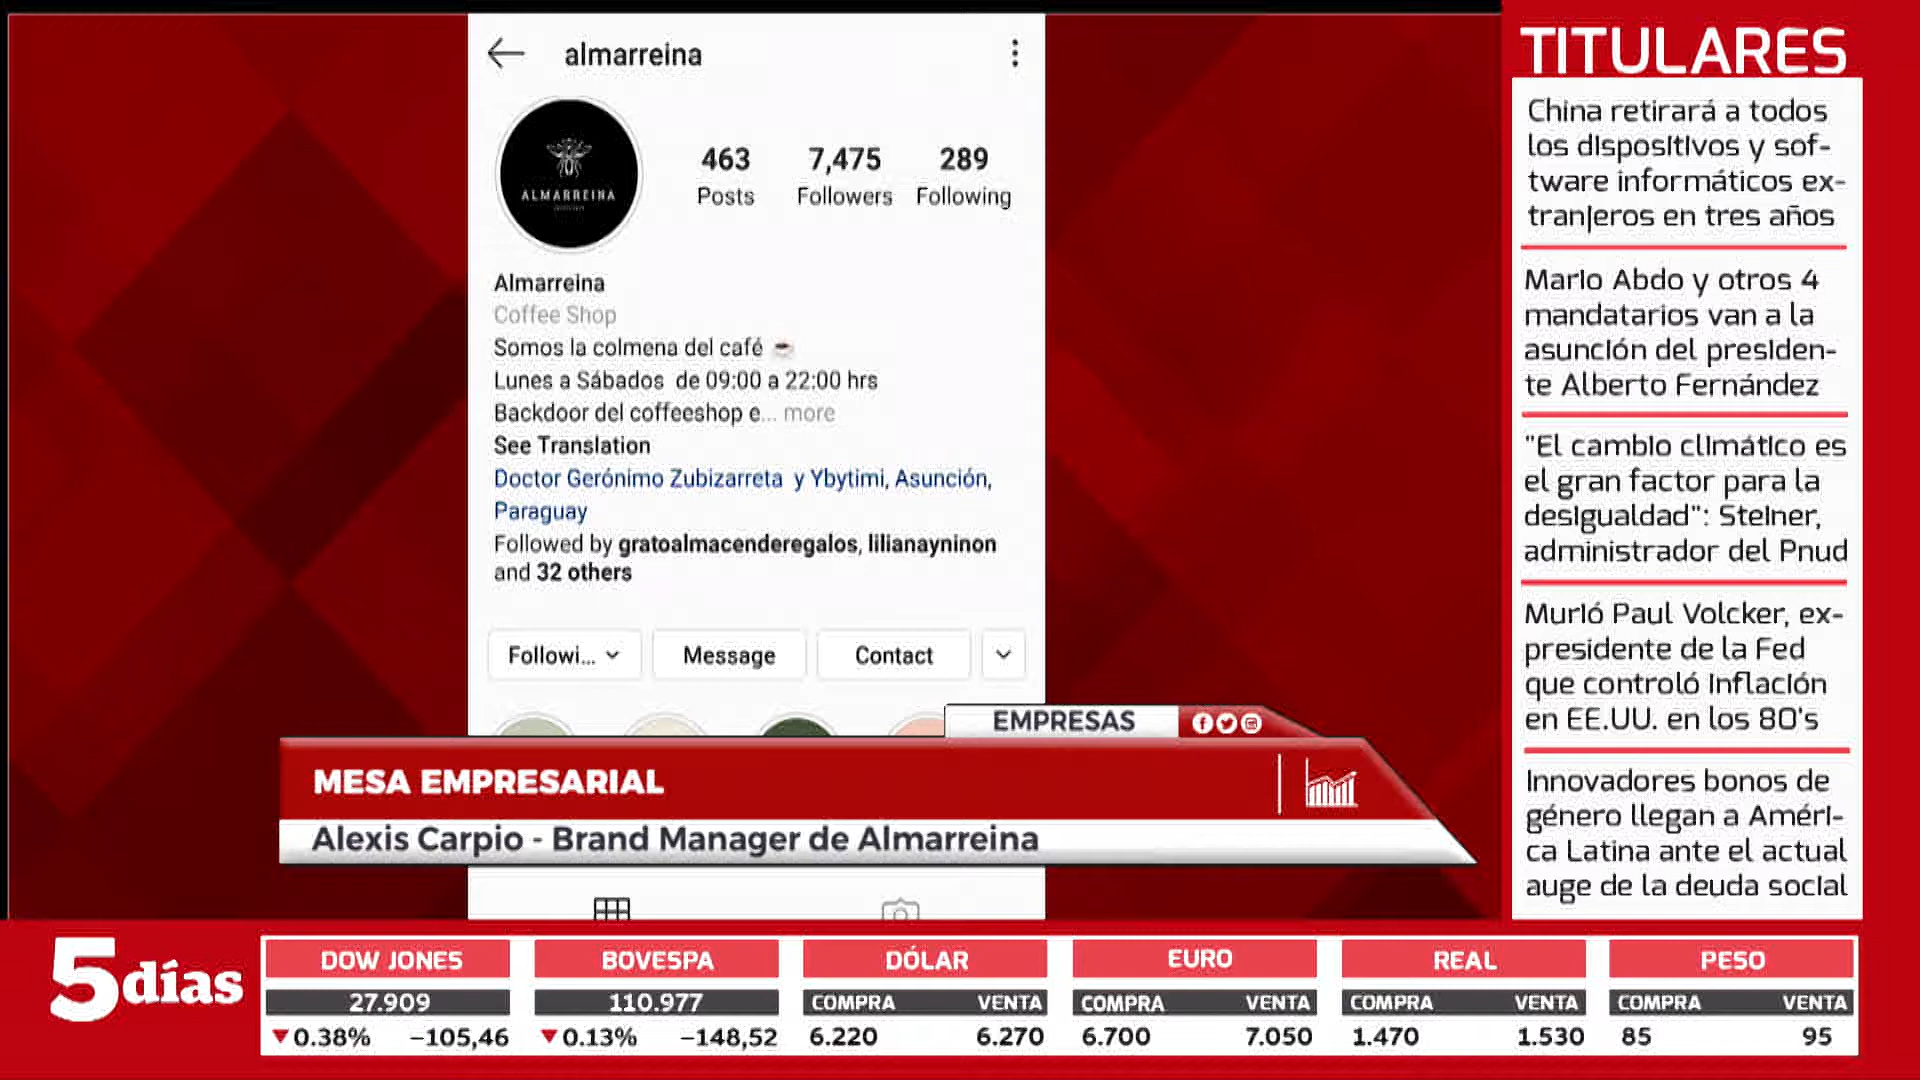 almarreina
ALMARREINA
463
Posts
7,475
Followers
289
Following
Almarreina
Coffee Shop
Somos la colmena del café
Lunes a Sábados de 09:00 a 22:00 hrs
Backdoor del coffeeshop e... more
See Translation
Doctor Gerónimo Zubizarreta y Ybytimi, Asunción,
Paraguay
Followed by gratoalmacenderegalos, lilianayninon
and 32 others
Followi...
Message
Contact
EMPRESAS
MESA EMPRESARIAL
Alexis Carpio - Brand Manager de Almarreina
TITULARES
China retirará a todos
los dispositivos y sof-
tware informáticos ex-
tranjeros en tres años
Mario Abdo y otros 4
mandatarios van a la
asunción del presiden-
te Alberto Fernández
"El cambio climático es
el gran factor para la
desigualdad": Steiner,
administrador del Pnud
Murió Paul Volcker, ex-
presidente de la Fed
que controló inflación
en EE.UU. en los 80's
Innovadores bonos de
género llegan a Améri-
ca Latina ante el actual
auge de la deuda social
5días
DOW JONES
27.909
0.38% -105,46
BOVESPA
110.977
0.13% -148,52
DÓLAR
COMPRA VENTA
6.220 6.270
EURO
COMPRA VENTA
6.700 7.050
REAL
COMPRA VENTA
1.470 1.530
PESO
COMPRA VENTA
85 95